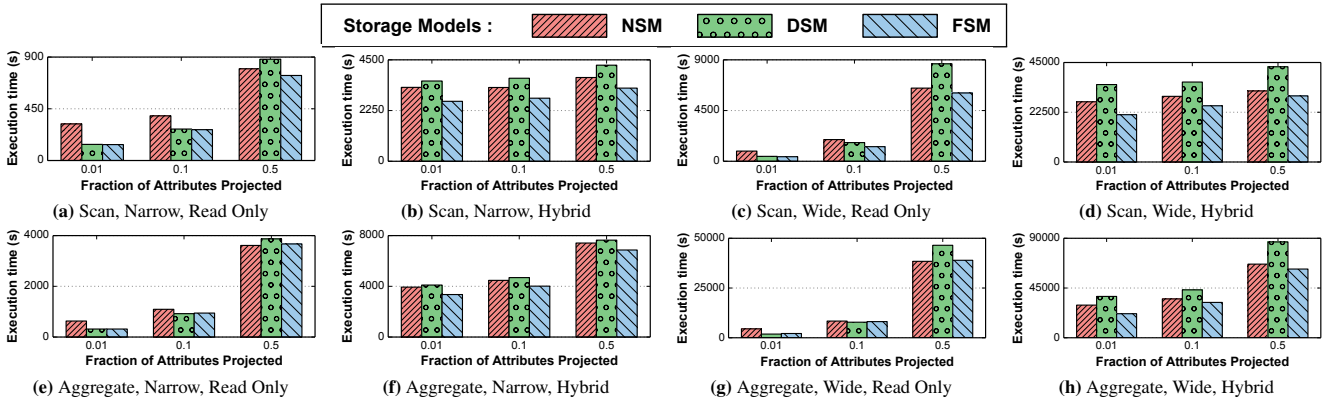 Storage Models : NSM DSM FSM
Execution time (s)
900
450
0
0.01 0.1 0.5
Fraction of Attributes Projected
(a) Scan, Narrow, Read Only
Execution time (s)
4500
2250
0
0.01 0.1 0.5
Fraction of Attributes Projected
(b) Scan, Narrow, Hybrid
Execution time (s)
9000
4500
0
0.01 0.1 0.5
Fraction of Attributes Projected
(c) Scan, Wide, Read Only
Execution time (s)
45000
22500
0
0.01 0.1 0.5
Fraction of Attributes Projected
(d) Scan, Wide, Hybrid
Execution time (s)
4000
2000
0
0.01 0.1 0.5
Fraction of Attributes Projected
(e) Aggregate, Narrow, Read Only
Execution time (s)
8000
4000
0
0.01 0.1 0.5
Fraction of Attributes Projected
(f) Aggregate, Narrow, Hybrid
Execution time (s)
50000
25000
0
0.01 0.1 0.5
Fraction of Attributes Projected
(g) Aggregate, Wide, Read Only
Execution time (s)
90000
45000
0
0.01 0.1 0.5
Fraction of Attributes Projected
(h) Aggregate, Wide, Hybrid